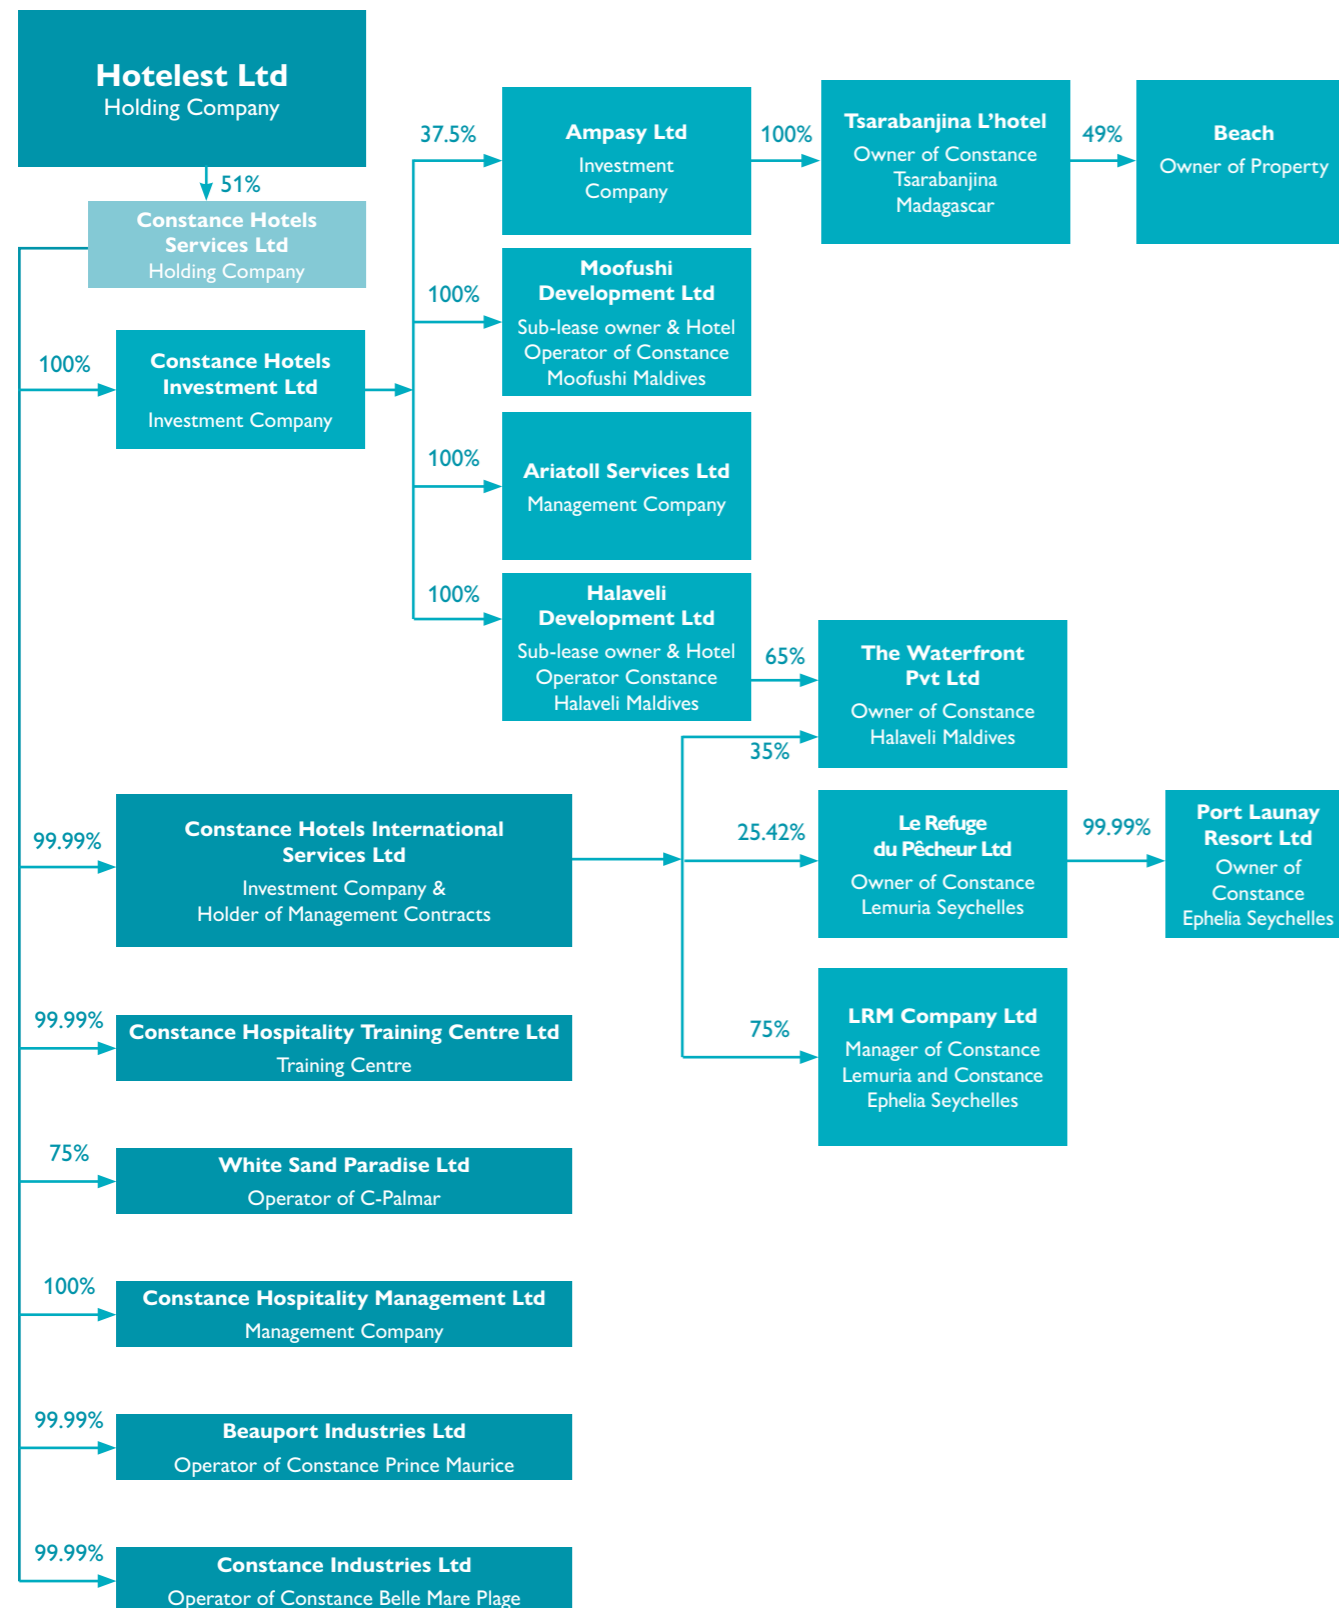 Hotelest Ltd
Holding Company
51%
Constance Hotels
Services Ltd
Holding Company
100%
Constance Hotels
Investment Ltd
Investment Company
37.5%
Ampasy Ltd
Investment
Company
100%
Tsarabanjina L’hotel
Owner of Constance
Tsarabanjina
Madagascar
49%
Beach
Owner of Property
100%
Moofushi
Development Ltd
Sub-lease owner & Hotel
Operator of Constance
Moofushi Maldives
100%
Ariatoll Services Ltd
Management Company
100%
Halaveli
Development Ltd
Sub-lease owner & Hotel
Operator Constance
Halaveli Maldives
65%
The Waterfront
Pvt Ltd
Owner of Constance
Halaveli Maldives
35%
99.99%
Constance Hotels International
Services Ltd
Investment Company &
Holder of Management Contracts
25.42%
Le Refuge
du Pêcheur Ltd
Owner of Constance
Lemuria Seychelles
99.99%
Port Launay
Resort Ltd
Owner of
Constance
Ephelia Seychelles
75%
LRM Company Ltd
Manager of Constance
Lemuria and Constance
Ephelia Seychelles
99.99%
Constance Hospitality Training Centre Ltd
Training Centre
75%
White Sand Paradise Ltd
Operator of C-Palmar
100%
Constance Hospitality Management Ltd
Management Company
99.99%
Beauport Industries Ltd
Operator of Constance Prince Maurice
99.99%
Constance Industries Ltd
Operator of Constance Belle Mare Plage